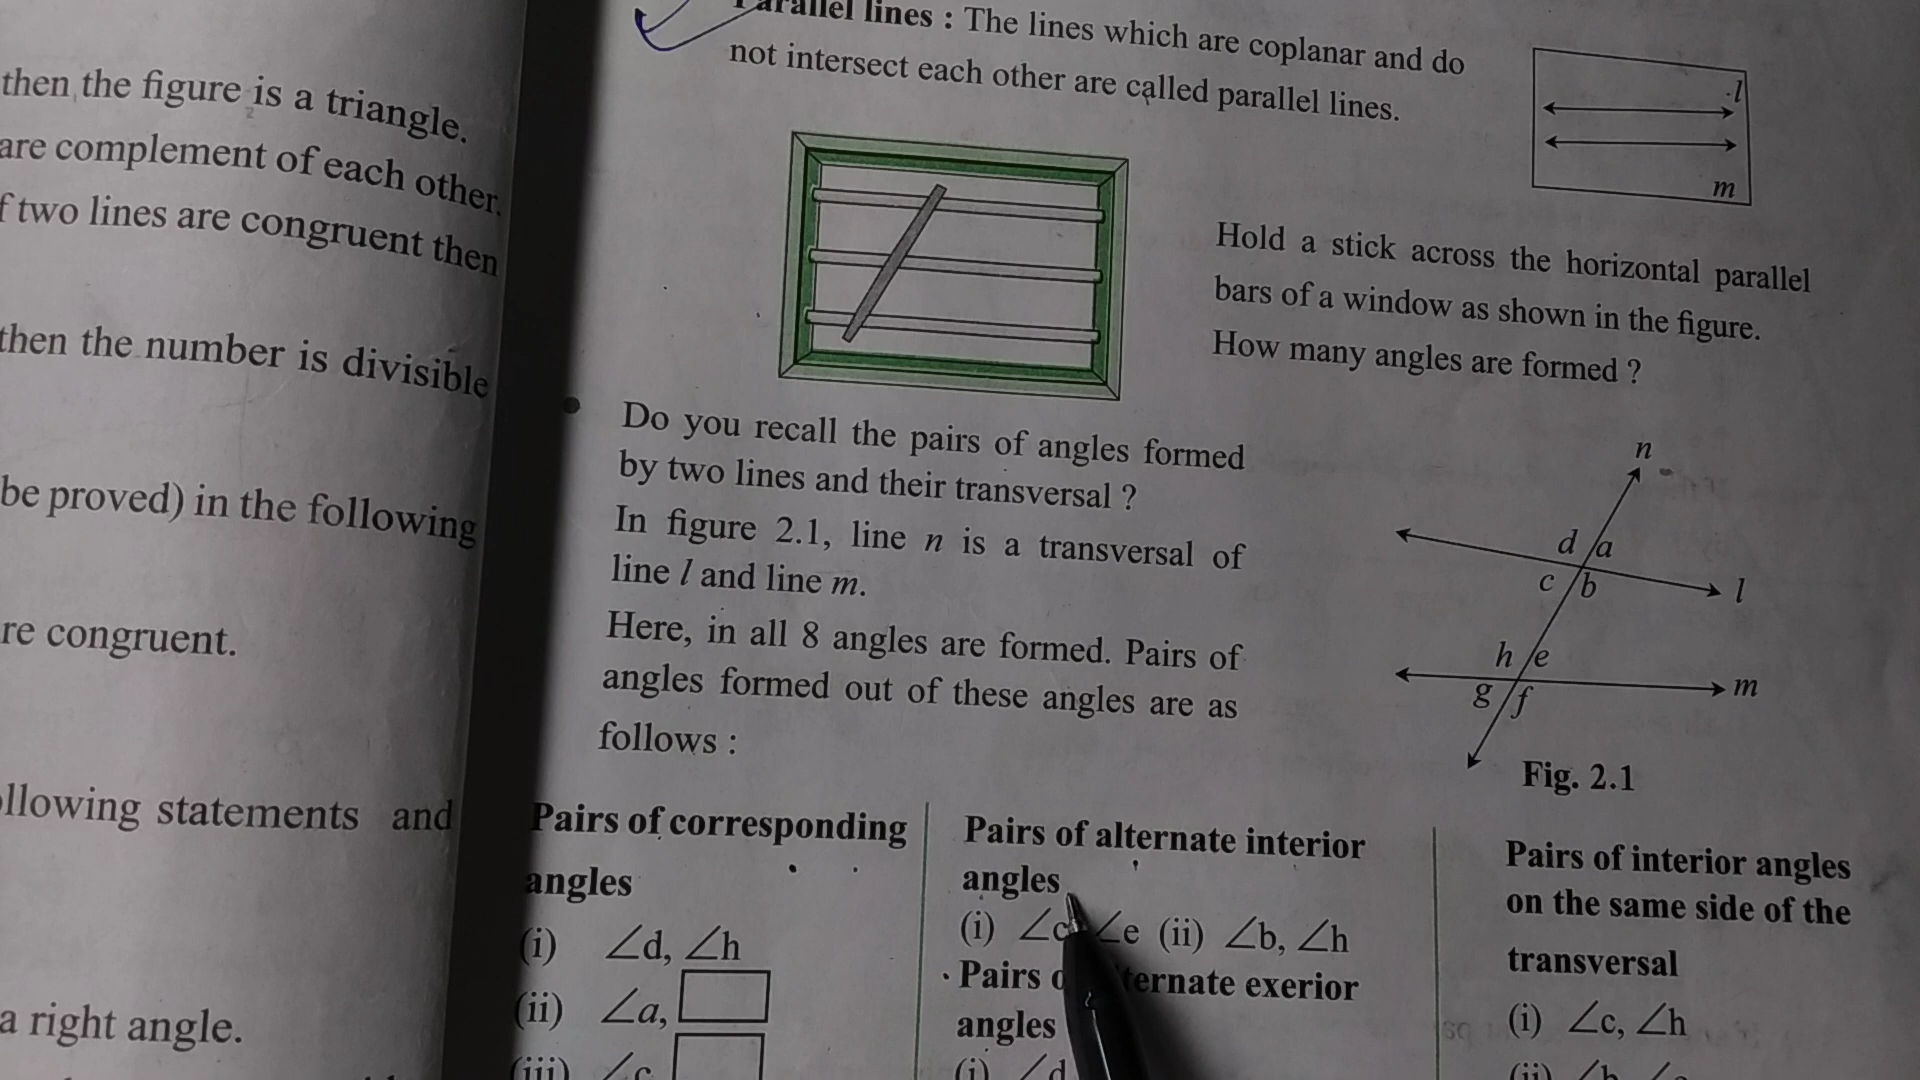 then the figure is a triangle.
are complement of each other.
f two lines are congruent then
then the number is divisible
be proved) in the following
re congruent.
llowing statements and
a right angle.
Parallel lines : The lines which are coplanar and do
not intersect each other are called parallel lines.
l
m
Hold a stick across the horizontal parallel
bars of a window as shown in the figure.
How many angles are formed ?
Do you recall the pairs of angles formed
by two lines and their transversal ?
In figure 2.1, line n is a transversal of
line l and line m.
Here, in all 8 angles are formed. Pairs of
angles formed out of these angles are as
follows :
n
d a
c b
l
h e
m
g f
Fig. 2.1
Pairs of corresponding
angles
(i) ∠d, ∠h
(ii) ∠a,
(iii) ∠c
Pairs of alternate interior
angles
(i) ∠c ∠e (ii) ∠b, ∠h
Pairs ternate exerior
angles
(i) ∠d
Pairs of interior angles
on the same side of the
transversal
(i) ∠c, ∠h
(ii) ∠b